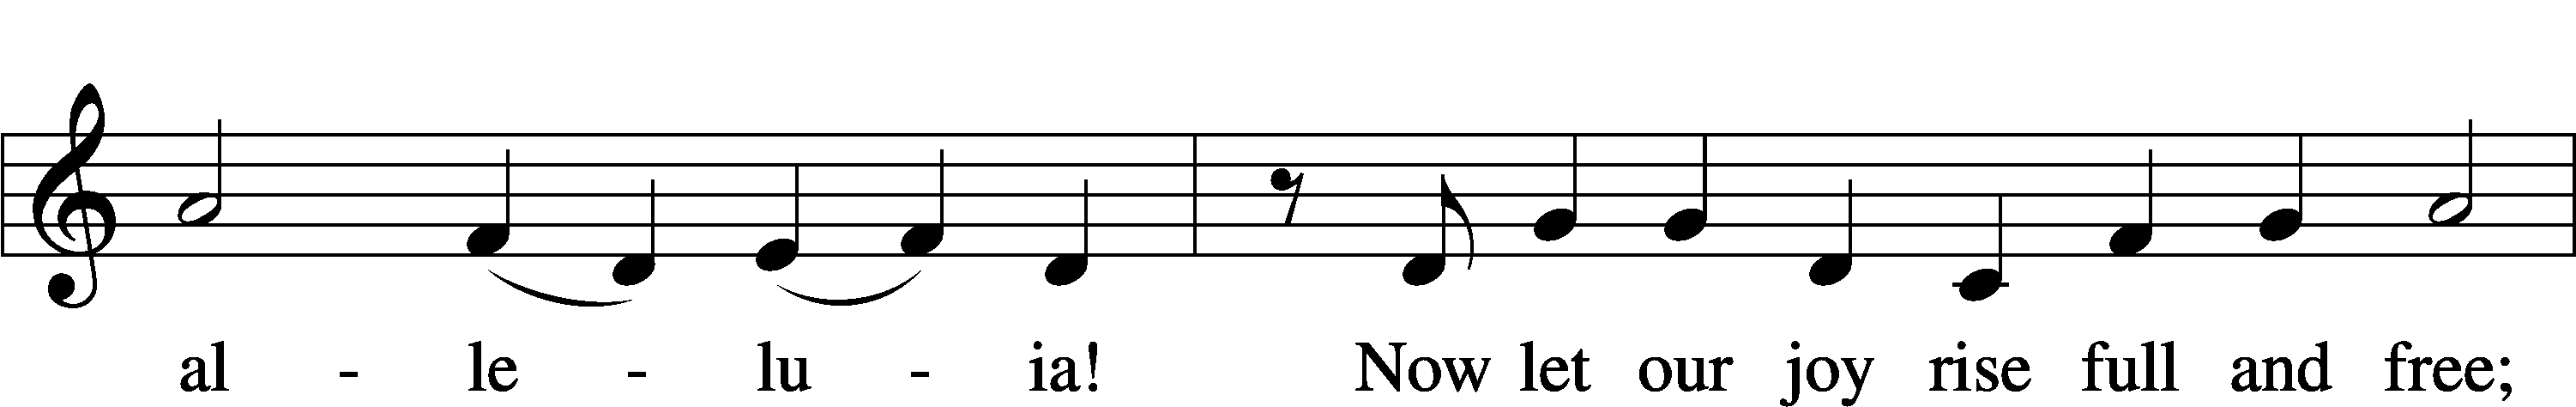 al - le - lu - ia! Now let our joy rise full and free;